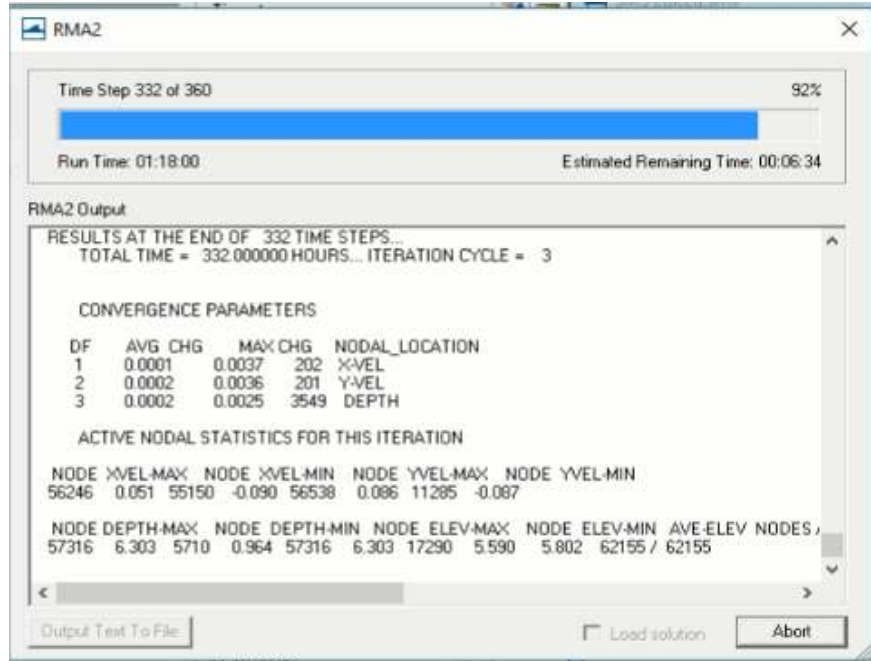 RMA2
Time Step 332 of 360 92%
Run Time: 01:18:00 Estimated Remaining Time: 00:06:34
RMA2 Output
RESULTS AT THE END OF 332 TIME STEPS...
TOTAL TIME = 332.000000 HOURS... ITERATION CYCLE = 3
CONVERGENCE PARAMETERS
DF AVG CHG MAX CHG NODAL_LOCATION
1 0.0001 0.0037 202 X-VEL
2 0.0002 0.0036 201 Y-VEL
3 0.0002 0.0025 3549 DEPTH
ACTIVE NODAL STATISTICS FOR THIS ITERATION
NODE XVEL-MAX NODE XVEL-MIN NODE YVEL-MAX NODE YVEL-MIN
56246 0.051 55150 -0.090 56538 0.086 11285 -0.087
NODE DEPTH-MAX NODE DEPTH-MIN NODE ELEV-MAX NODE ELEV-MIN AVE-ELEV NODES /
57316 6.303 5710 0.964 57316 6.303 17290 5.590 5.802 62155 / 62155
Output Text To File Load solution Abort